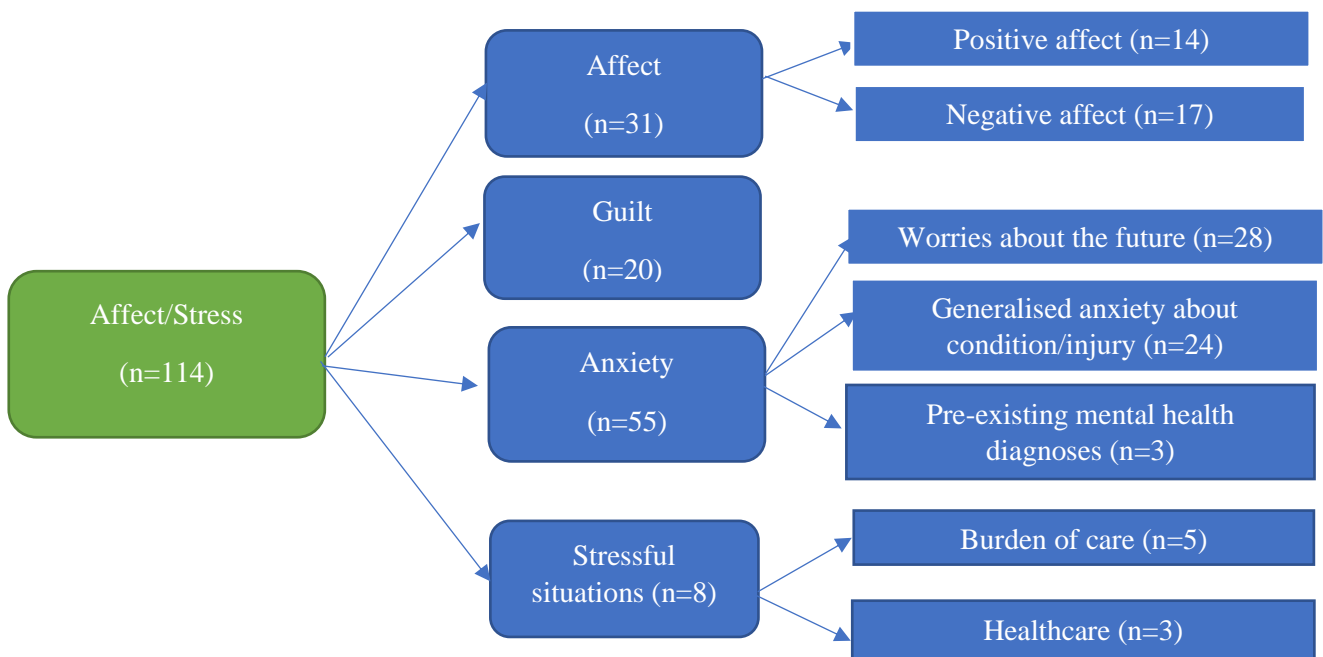 Affect/Stress
(n=114)
Affect
(n=31)
Guilt
(n=20)
Anxiety
(n=55)
Stressful
situations (n=8)
Positive affect (n=14)
Negative affect (n=17)
Worries about the future (n=28)
Generalised anxiety about
condition/injury (n=24)
Pre-existing mental health
diagnoses (n=3)
Burden of care (n=5)
Healthcare (n=3)